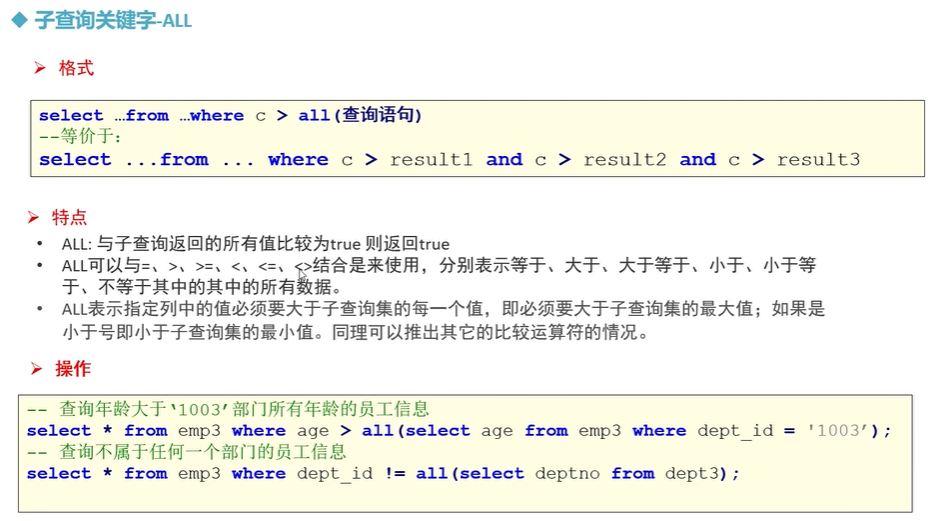 子查询关键字-ALL
格式
select …from …where c > all(查询语句)
--等价于:
select ...from ... where c > result1 and c > result2 and c > result3
特点
• ALL: 与子查询返回的所有值比较为true 则返回true
• ALL可以与=、>、>=、<、<=、<>结合是来使用，分别表示等于、大于、大于等于、小于、小于等
于、不等于其中的其中的所有数据。
• ALL表示指定列中的值必须要大于子查询集的每一个值，即必须要大于子查询集的最大值；如果是
小于号即小于子查询集的最小值。同理可以推出其它的比较运算符的情况。
操作
-- 查询年龄大于‘1003’部门所有年龄的员工信息
select * from emp3 where age > all(select age from emp3 where dept_id = '1003’);
-- 查询不属于任何一个部门的员工信息
select * from emp3 where dept_id != all(select deptno from dept3);